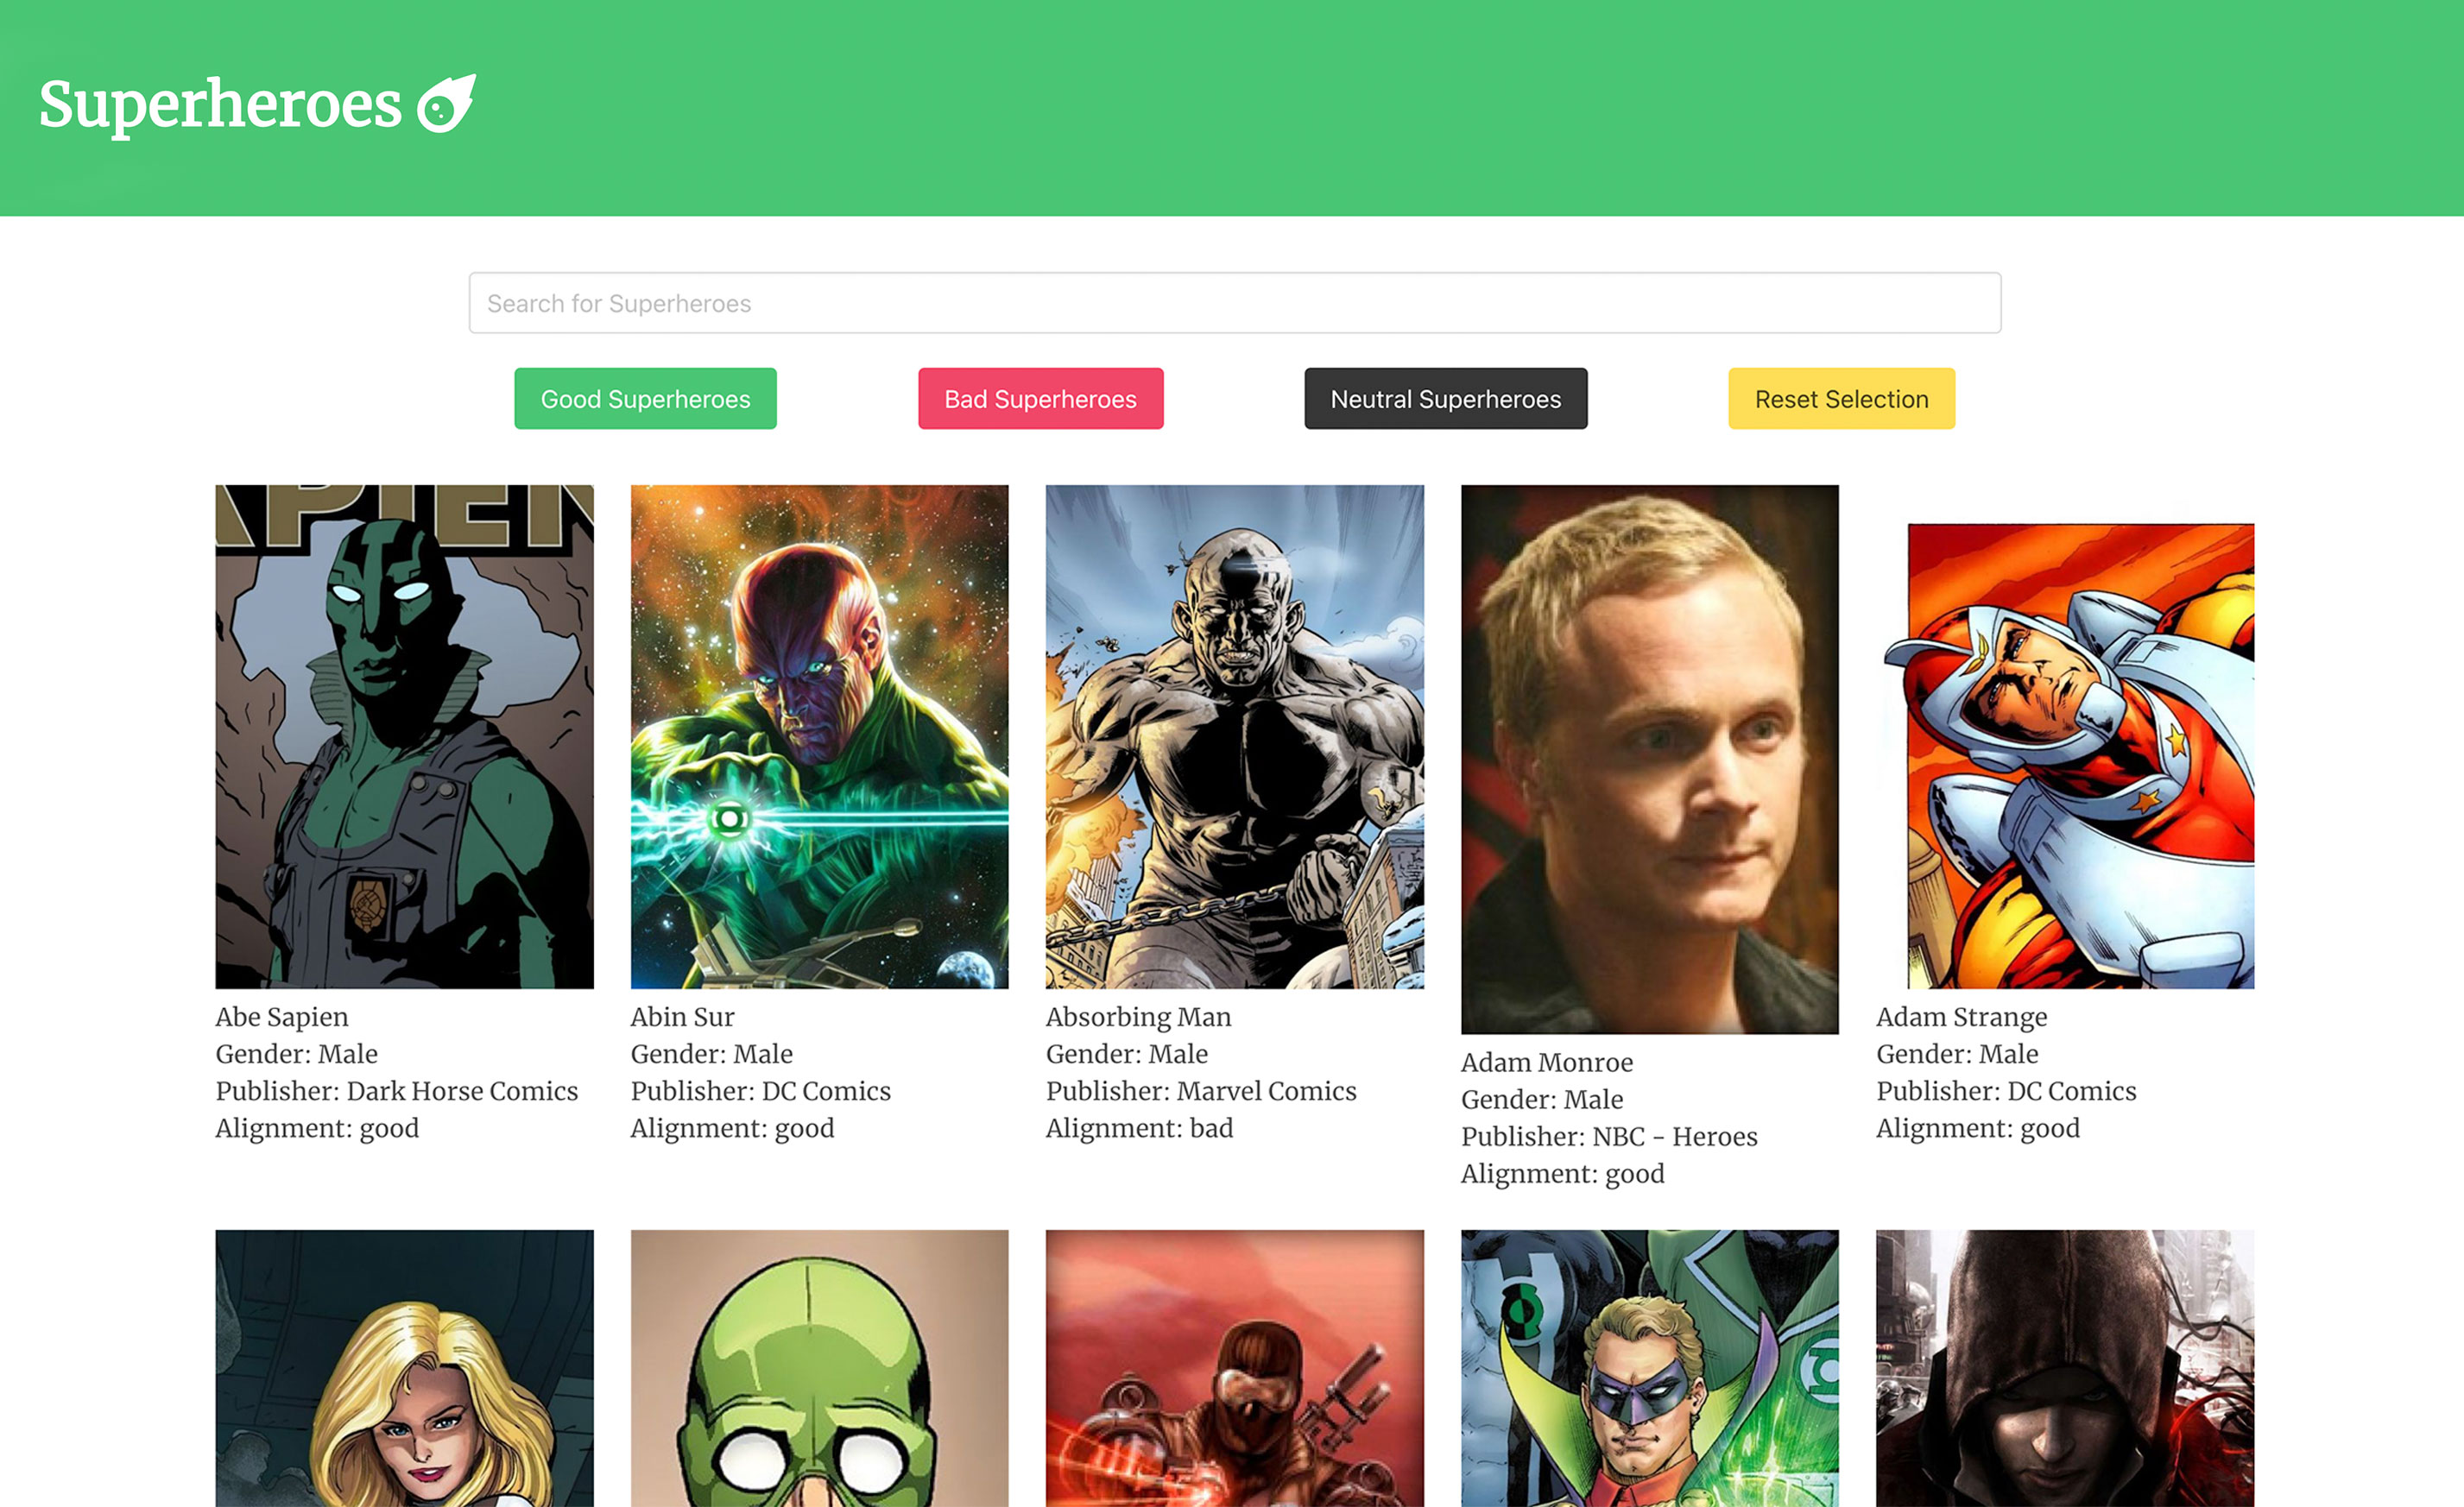 Superheroes
Search for Superheroes
Good Superheroes
Bad Superheroes
Neutral Superheroes
Reset Selection
APIEN
Abe Sapien
Gender: Male
Publisher: Dark Horse Comics
Alignment: good
Abin Sur
Gender: Male
Publisher: DC Comics
Alignment: good
Absorbing Man
Gender: Male
Publisher: Marvel Comics
Alignment: bad
Adam Monroe
Gender: Male
Publisher: NBC - Heroes
Alignment: good
Adam Strange
Gender: Male
Publisher: DC Comics
Alignment: good